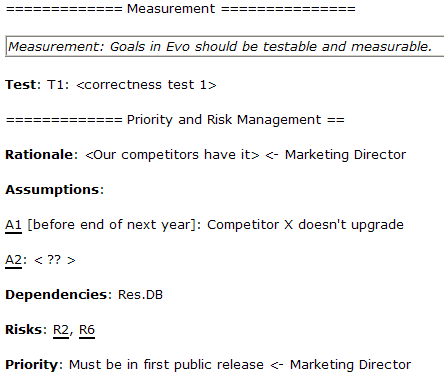 ============= Measurement ===============
Measurement: Goals in Evo should be testable and measurable.
Test: T1: <correctness test 1>
============= Priority and Risk Management ==
Rationale: <Our competitors have it> <- Marketing Director
Assumptions:
A1 [before end of next year]: Competitor X doesn't upgrade
A2: < ?? >
Dependencies: Res.DB
Risks: R2, R6
Priority: Must be in first public release <- Marketing Director